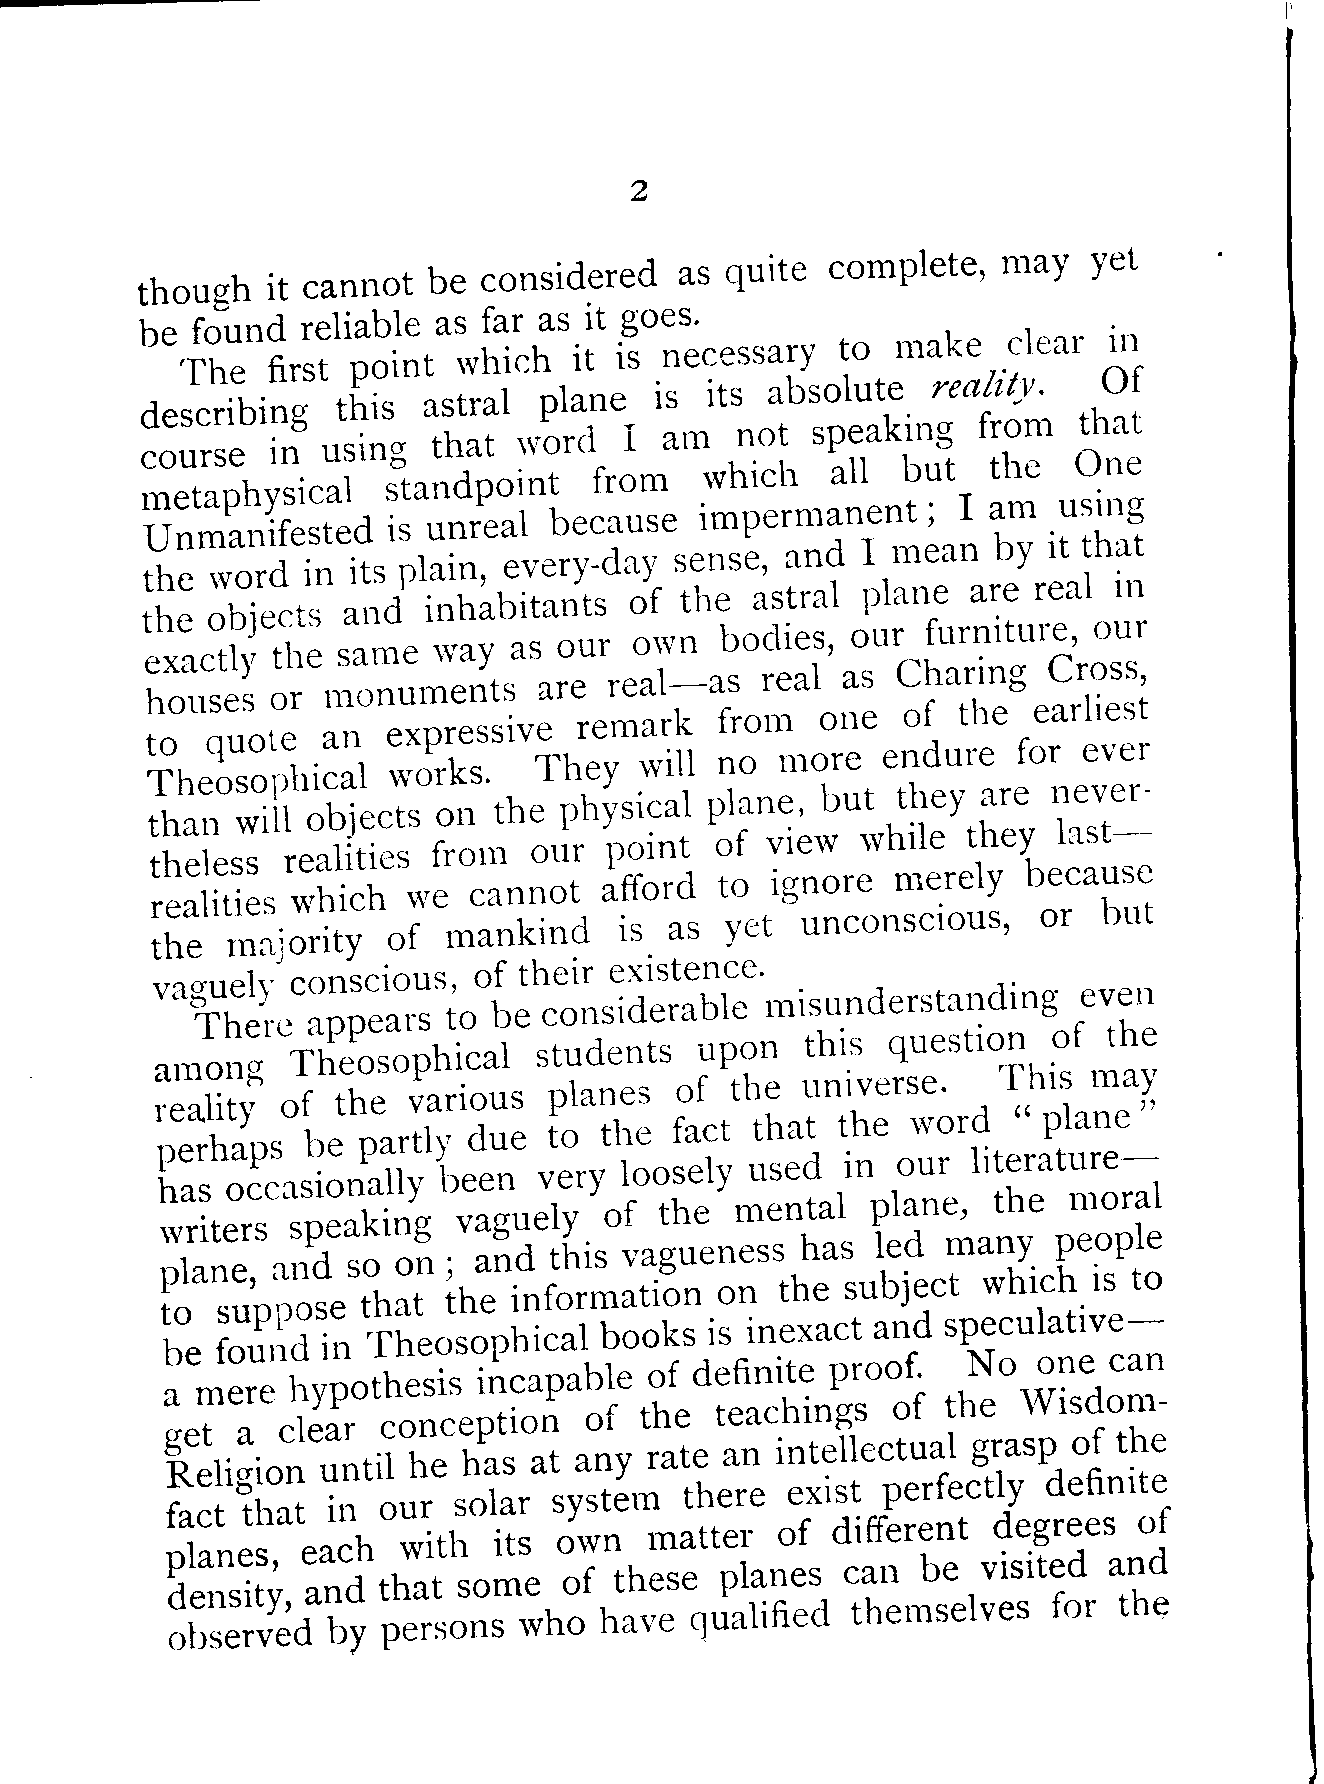 2
though it cannot be considered as quite complete, may yet
be found reliable as far as it goes.
The first point which it is necessary to make clear in
describing this astral plane is its absolute reality. Of
course in using that word I am not speaking from that
metaphysical standpoint from which all but the One
Unmanifested is unreal because impermanent; I am using
the word in its plain, every-day sense, and I mean by it that
the objects and inhabitants of the astral plane are real in
exactly the same way as our own bodies, our furniture, our
houses or monuments are real—as real as Charing Cross,
to quote an expressive remark from one of the earliest
Theosophical works. They will no more endure for ever
than will objects on the physical plane, but they are never-
theless realities from our point of view while they last—
realities which we cannot afford to ignore merely because
the majority of mankind is as yet unconscious, or but
vaguely conscious, of their existence.
There appears to be considerable misunderstanding even
among Theosophical students upon this question of the
reality of the various planes of the universe. This may
perhaps be partly due to the fact that the word “plane”
has occasionally been very loosely used in our literature—
writers speaking vaguely of the mental plane, the moral
plane, and so on; and this vagueness has led many people
to suppose that the information on the subject which is to
be found in Theosophical books is inexact and speculative—
a mere hypothesis incapable of definite proof. No one can
get a clear conception of the teachings of the Wisdom-
Religion until he has at any rate an intellectual grasp of the
fact that in our solar system there exist perfectly definite
planes, each with its own matter of different degrees of
density, and that some of these planes can be visited and
observed by persons who have qualified themselves for the